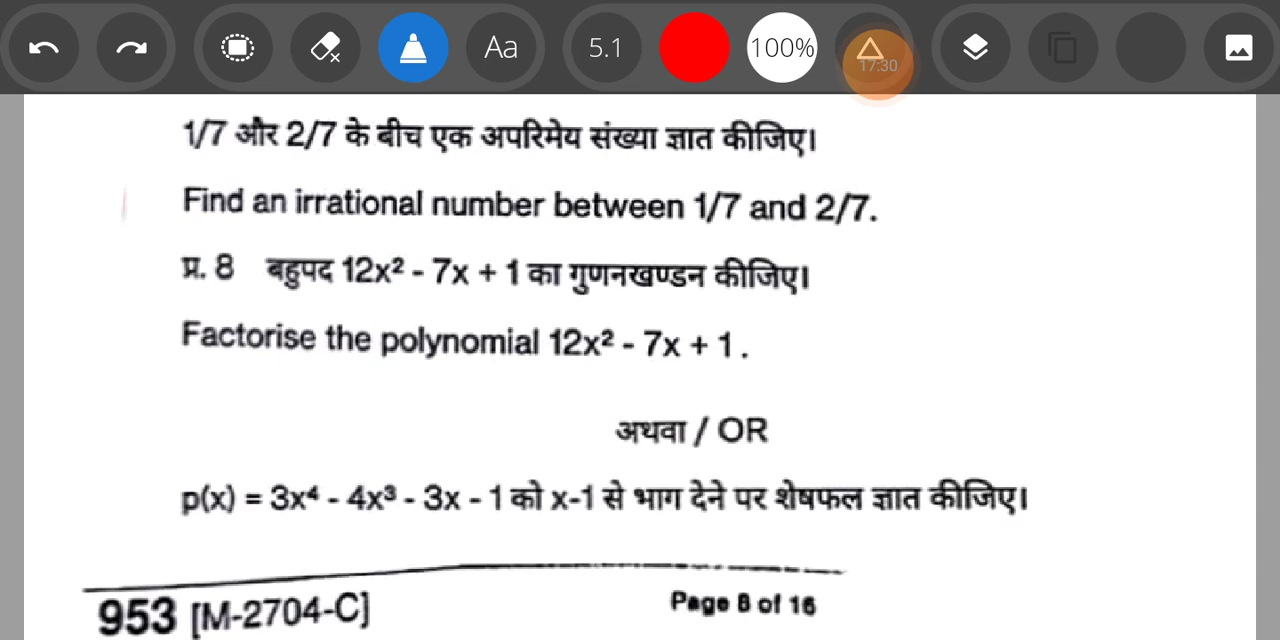 Aa 5.1 100% 17:30
1/7 और 2/7 के बीच एक अपरिमेय संख्या ज्ञात कीजिए।
Find an irrational number between 1/7 and 2/7.
प्र. 8 बहुपद 12x² - 7x + 1 का गुणनखण्डन कीजिए।
Factorise the polynomial 12x² - 7x + 1.
अथवा / OR
p(x) = 3x⁴ - 4x³ - 3x - 1 को x-1 से भाग देने पर शेषफल ज्ञात कीजिए।
953 [M-2704-C]
Page 8 of 16